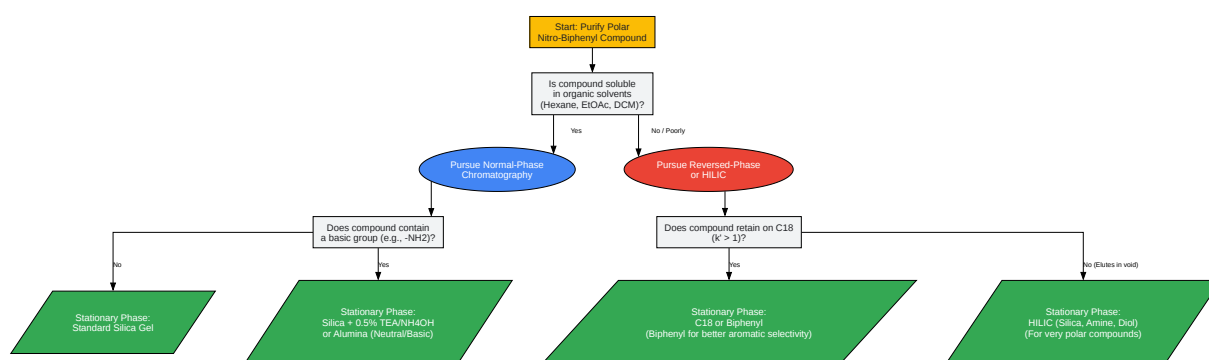 Start: Purify Polar
Nitro-Biphenyl Compound
Is compound soluble
in organic solvents
(Hexane, EtOAc, DCM)?
Yes
No / Poorly
Pursue Normal-Phase
Chromatography
Pursue Reversed-Phase
or HILIC
Does compound contain
a basic group (e.g., -NH2)?
Does compound retain on C18
(k' > 1)?
No
Yes
Yes
No (Elutes in void)
Stationary Phase:
Standard Silica Gel
Stationary Phase:
Silica + 0.5% TEA/NH4OH
or Alumina (Neutral/Basic)
Stationary Phase:
C18 or Biphenyl
(Biphenyl for better aromatic selectivity)
Stationary Phase:
HILIC (Silica, Amine, Diol)
(For very polar compounds)